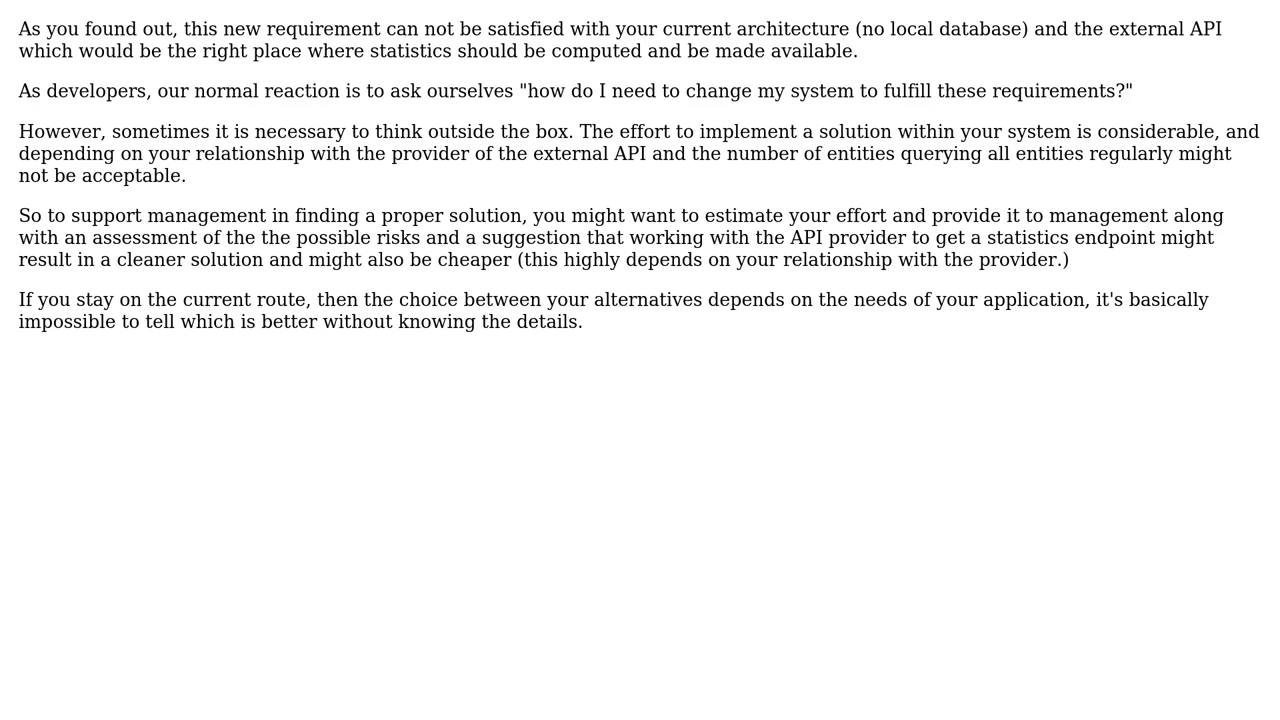 As you found out, this new requirement can not be satisfied with your current architecture (no local database) and the external API
which would be the right place where statistics should be computed and be made available.
As developers, our normal reaction is to ask ourselves "how do I need to change my system to fulfill these requirements?"
However, sometimes it is necessary to think outside the box. The effort to implement a solution within your system is considerable, and
depending on your relationship with the provider of the external API and the number of entities querying all entities regularly might
not be acceptable.
So to support management in finding a proper solution, you might want to estimate your effort and provide it to management along
with an assessment of the the possible risks and a suggestion that working with the API provider to get a statistics endpoint might
result in a cleaner solution and might also be cheaper (this highly depends on your relationship with the provider.)
If you stay on the current route, then the choice between your alternatives depends on the needs of your application, it's basically
impossible to tell which is better without knowing the details.